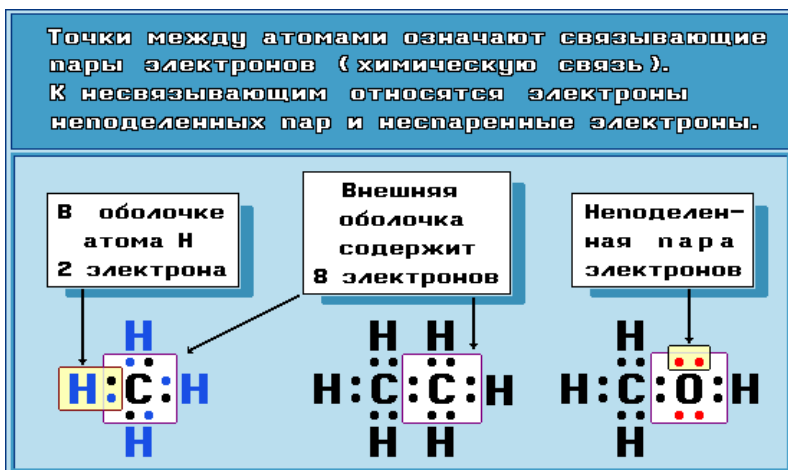 Точки между атомами означают связывающие
пары электронов (химическую связь).
К несвязывающим относятся электроны
неподеленных пар и неспаренные электроны.
В оболочке
атома H
2 электрона
Внешняя
оболочка
содержит
8 электронов
Неподелен-
ная пара
электронов
H
H:C:H
H
H H
H:C:C:H
H H
H
H:C:O:H
H